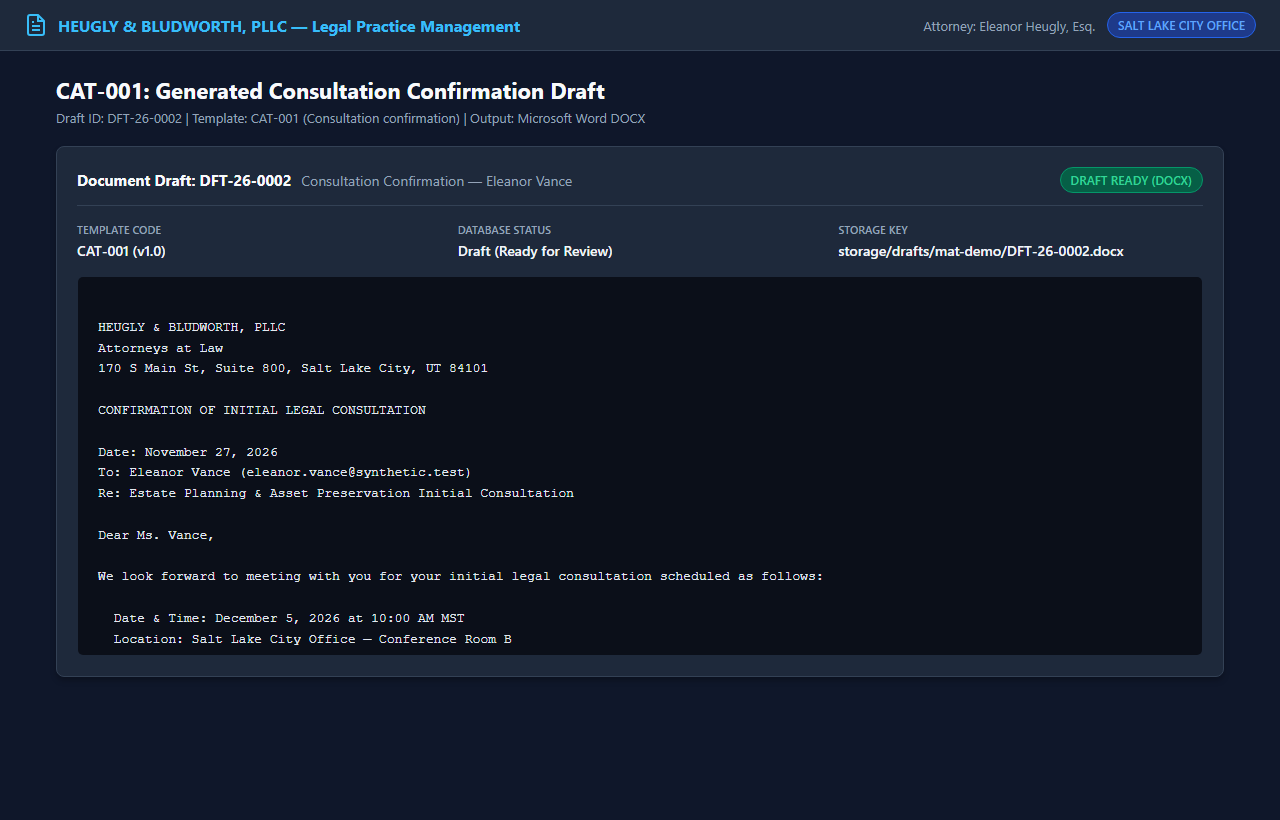 HEUGLY & BLUDWORTH, PLLC — Legal Practice Management
Attorney: Eleanor Heugly, Esq.
SALT LAKE CITY OFFICE
CAT-001: Generated Consultation Confirmation Draft
Draft ID: DFT-26-0002 | Template: CAT-001 (Consultation confirmation) | Output: Microsoft Word DOCX
Document Draft: DFT-26-0002 Consultation Confirmation — Eleanor Vance
DRAFT READY (DOCX)
TEMPLATE CODE
CAT-001 (v1.0)
DATABASE STATUS
Draft (Ready for Review)
STORAGE KEY
storage/drafts/mat-demo/DFT-26-0002.docx
HEUGLY & BLUDWORTH, PLLC
Attorneys at Law
170 S Main St, Suite 800, Salt Lake City, UT 84101
CONFIRMATION OF INITIAL LEGAL CONSULTATION
Date: November 27, 2026
To: Eleanor Vance (eleanor.vance@synthetic.test)
Re: Estate Planning & Asset Preservation Initial Consultation
Dear Ms. Vance,
We look forward to meeting with you for your initial legal consultation scheduled as follows:
Date & Time: December 5, 2026 at 10:00 AM MST
Location: Salt Lake City Office — Conference Room B